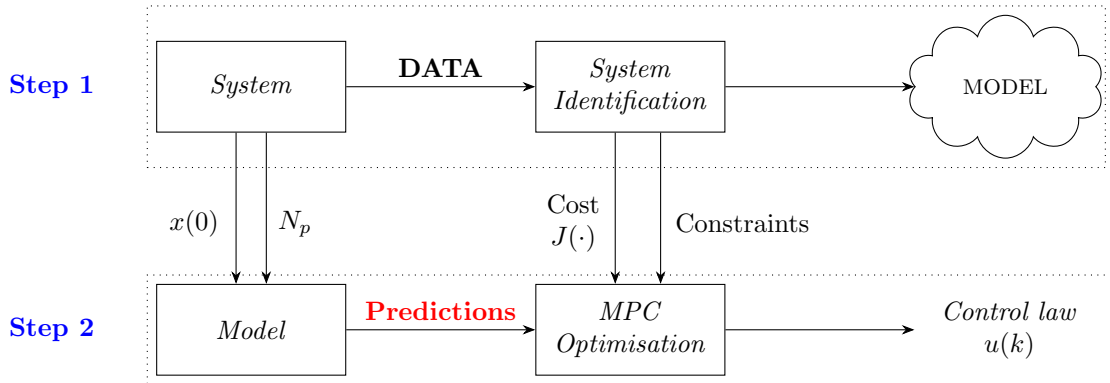 Step 1
System
DATA
System
Identification
MODEL
x(0)
N_p
Cost
J(·)
Constraints
Step 2
Model
Predictions
MPC
Optimisation
Control law
u(k)